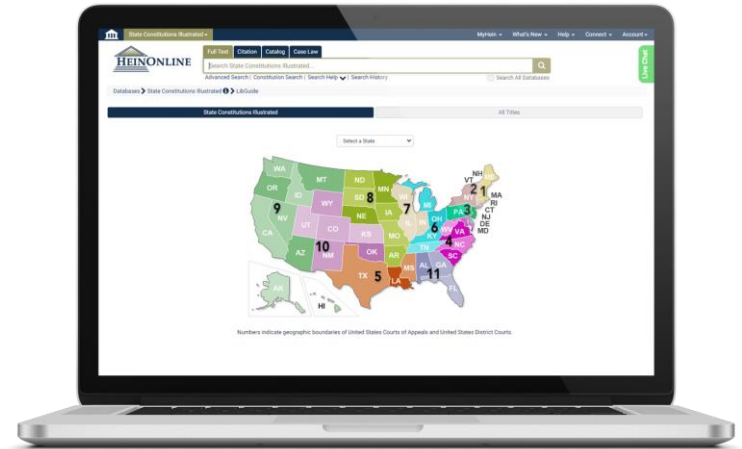 State Constitutions Illustrated
MyHein What's New Help Connect Account
HEINONLINE
Full Text Citation Catalog Case Law
Search State Constitutions Illustrated...
Advanced Search | Constitution Search | Search Help | Search History
Search All Databases
Live Chat
Databases > State Constitutions Illustrated > LibGuide
State Constitutions Illustrated
All Titles
Select a State
WA MT ND MN NH VT ME
OR ID WY SD 8 WI MI NY 2 1 MA
RI
9 NV NE IA 7 IL IN OH 6 PA 3 CT
NJ
DE
MD
CA UT CO KS MO KY WV VA 4
AZ 10 NM OK AR TN NC
SC
TX 5 LA MS AL GA 11
FL
AK
HI
Numbers indicate geographic boundaries of United States Courts of Appeals and United States District Courts.